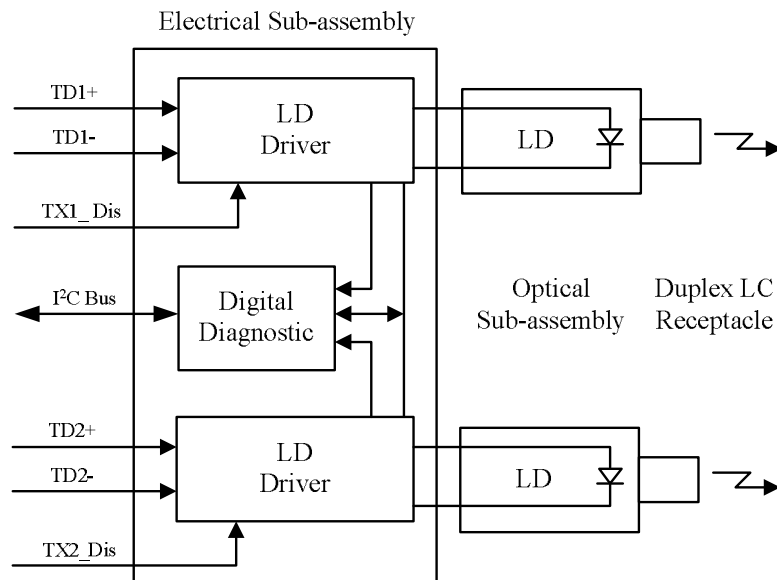 Electrical Sub-assembly
TD1+
TD1-
TX1_Dis
LD
Driver
LD
I²C Bus
Digital
Diagnostic
Optical
Sub-assembly
Duplex LC
Receptacle
TD2+
TD2-
TX2_Dis
LD
Driver
LD